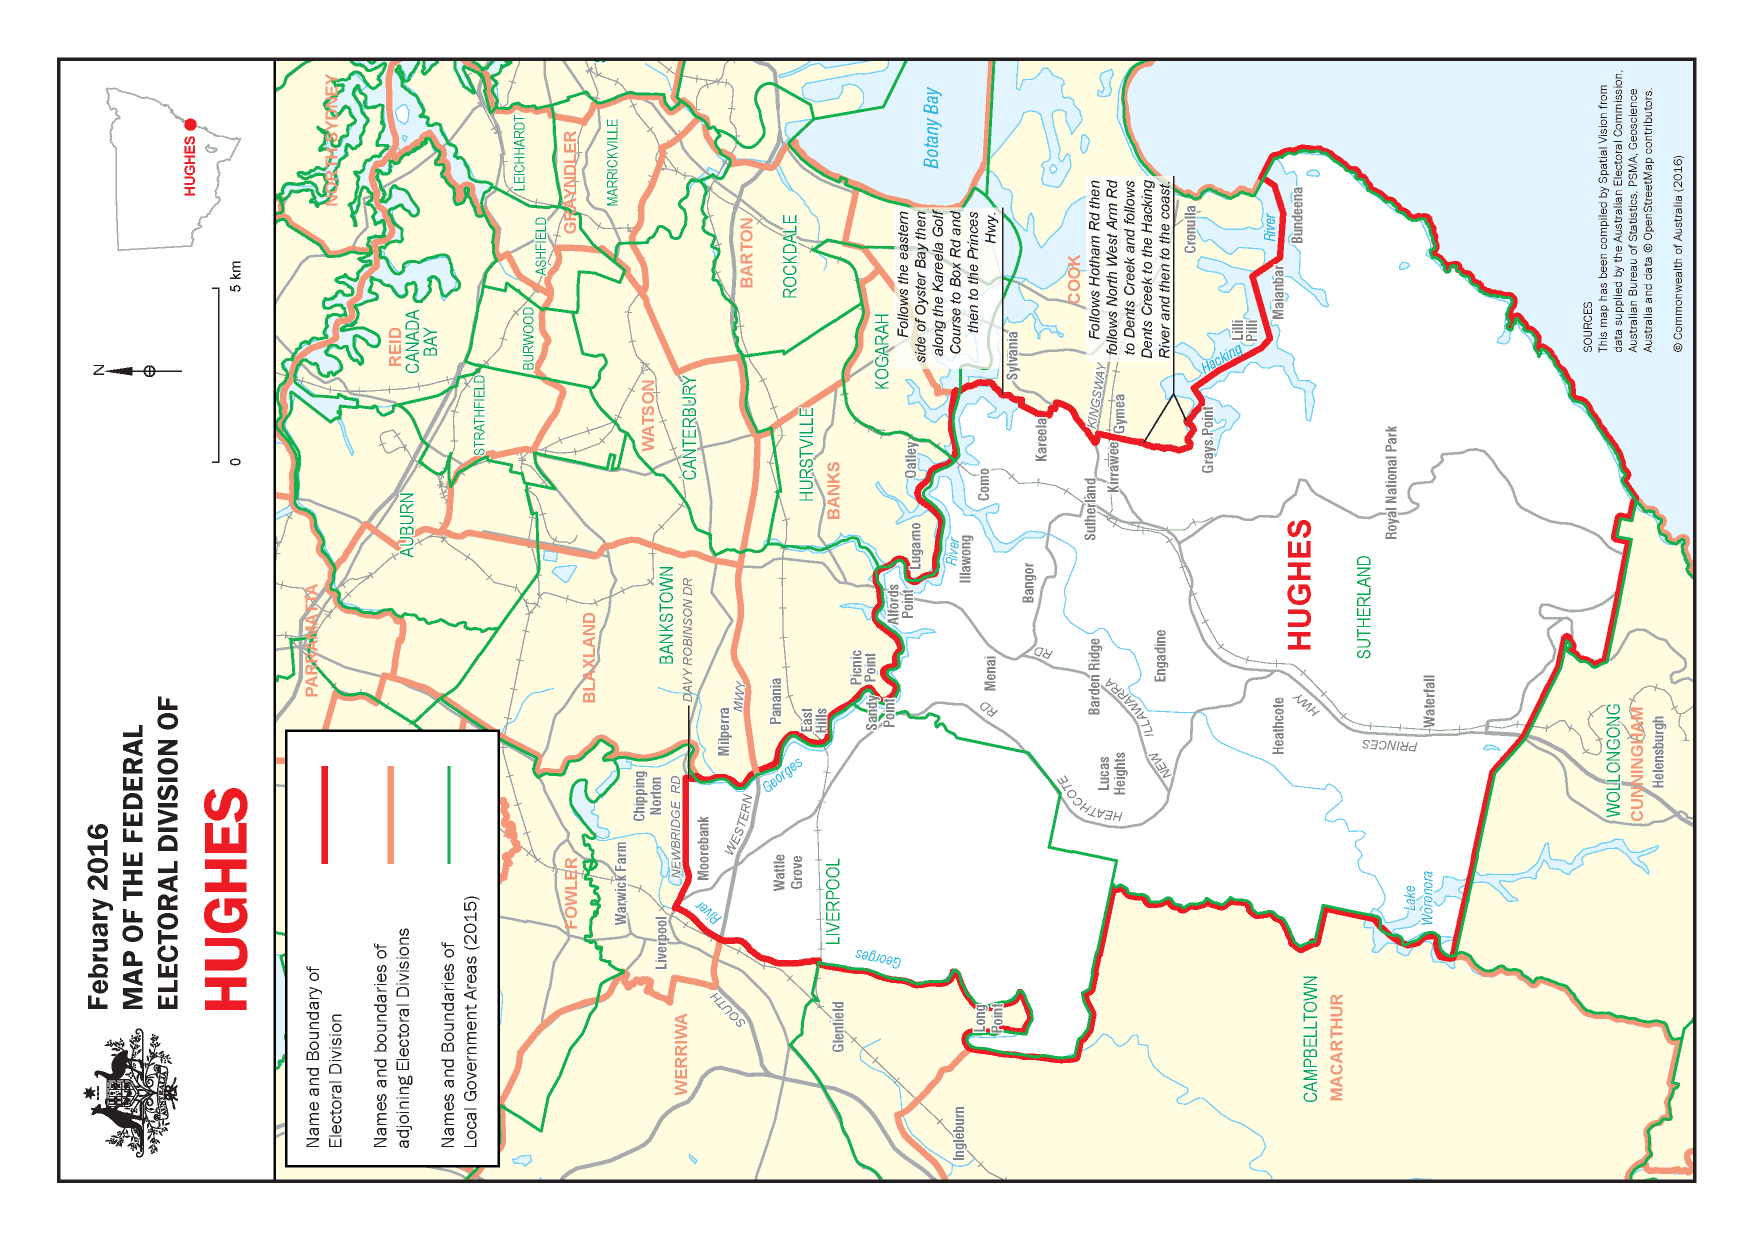 February 2016
MAP OF THE FEDERAL
ELECTORAL DIVISION OF
HUGHES
N
0
5 km
HUGHES
Name and Boundary of
Electoral Division
Names and boundaries of
adjoining Electoral Divisions
Names and Boundaries of
Local Government Areas (2015)
NORTH SYDNEY
PARRAMATTA
REID
CANADA
BAY
LEICHHARDT
GRAYNDLER
MARRICKVILLE
ASHFIELD
BURWOOD
STRATHFIELD
AUBURN
WATSON
CANTERBURY
BARTON
ROCKDALE
KOGARAH
HURSTVILLE
BANKS
BLAXLAND
BANKSTOWN
DAVY ROBINSON DR
MWY
Milperra
Panania
East
Hills
Picnic
Point
Sandy
Point
Alfords
Point
Lugarno
Oatley
Botany Bay
Follows the eastern
side of Oyster Bay then
along the Kareela Golf
Course to Box Rd and
then to the Princes
Hwy.
COOK
Follows Hotham Rd then
follows North West Arm Rd
to Dents Creek and follows
Dents Creek to the Hacking
River and then to the coast.
Sylvania
Kareela
KINGSWAY
Gymea
Kirrawee
Sutherland
Como
River
Illawong
Bangor
Menai
RD
RD
Grays Point
Hacking
Lilli
Pilli
Cronulla
River
Bundeena
Maianbar
Royal National Park
HUGHES
SUTHERLAND
Engadine
Barden Ridge
NEW ILLAWARRA
Lucas
Heights
HEATHCOTE
Heathcote
PRINCES
HWY
Waterfall
WOLLONGONG
CUNNINGHAM
Helensburgh
Lake
Woronora
FOWLER
Chipping
Norton
NEWBRIDGE RD
Moorebank
Warwick Farm
Liverpool
River
WESTERN
Georges
Wattle
Grove
LIVERPOOL
Georges
SOUTH
WERRIWA
Glenfield
Long
Point
Ingleburn
CAMPBELLTOWN
MACARTHUR
SOURCES
This map has been compiled by Spatial Vision from
data supplied by the Australian Electoral Commission,
Australian Bureau of Statistics, PSMA, Geoscience
Australia and data © OpenStreetMap contributors.
© Commonwealth of Australia (2016)